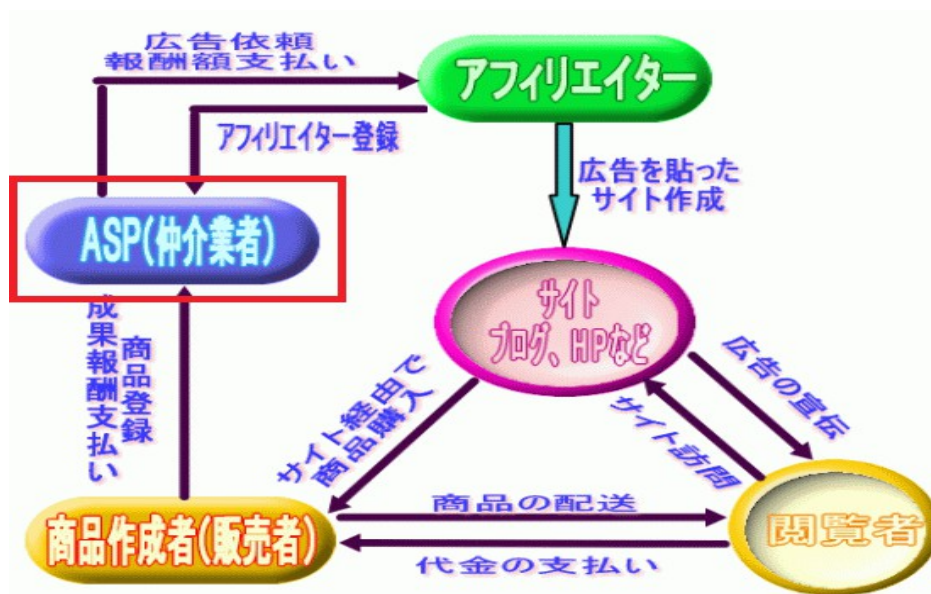 広告依頼
報酬額支払い
アフィリエイター
アフィリエイター登録
広告を貼った
サイト作成
ASP(仲介業者)
サイト
ブログ、HPなど
商品登録
成果報酬支払い
サイト経由で
商品購入
広告の宣伝
サイト訪問
商品作成者(販売者)
商品の配送
代金の支払い
閲覧者